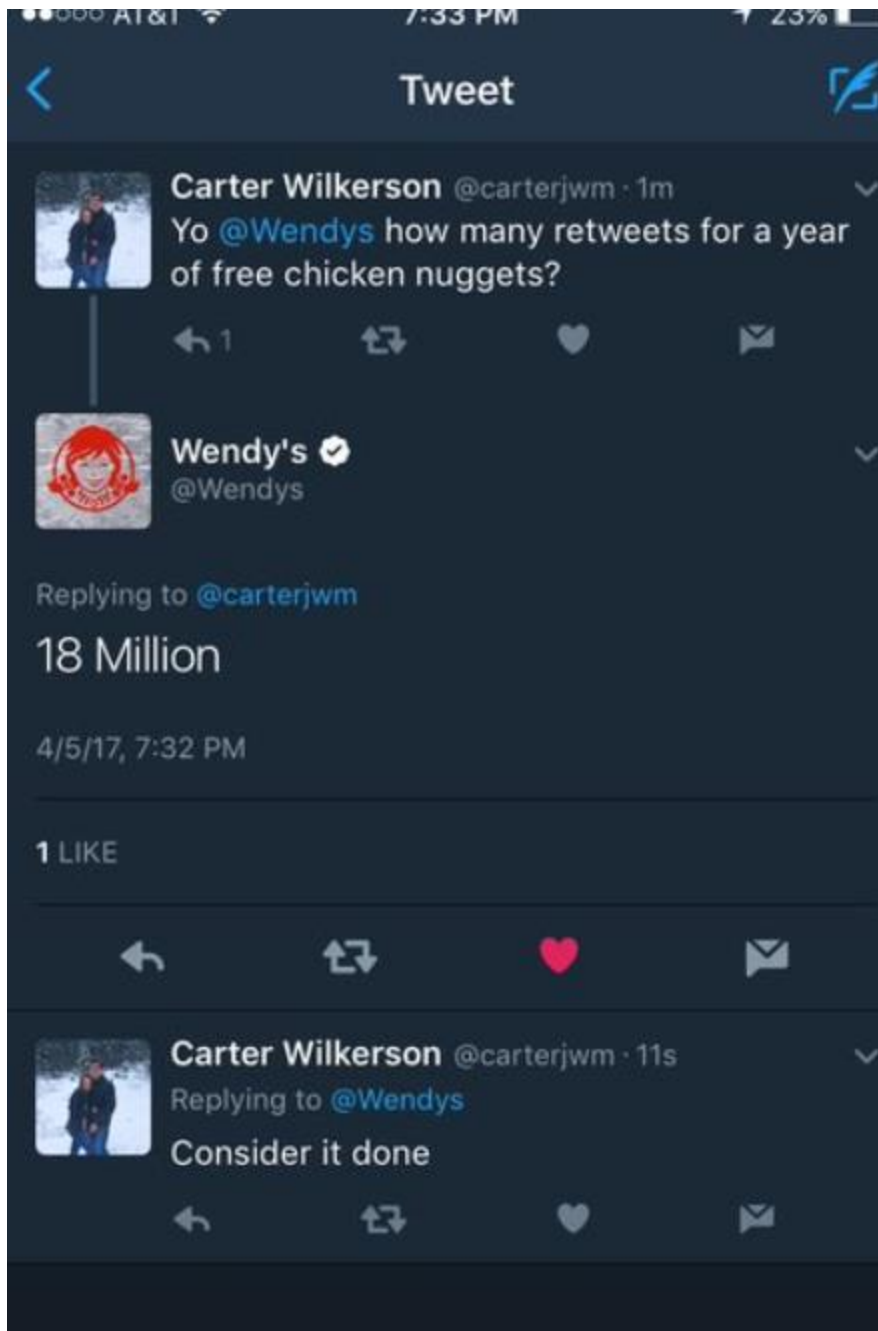 AT&T 7:33 PM 23%
Tweet
Carter Wilkerson @carterjwm · 1m
Yo @Wendys how many retweets for a year
of free chicken nuggets?
1
Wendy's
@Wendys
Replying to @carterjwm
18 Million
4/5/17, 7:32 PM
1 LIKE
Carter Wilkerson @carterjwm · 11s
Replying to @Wendys
Consider it done